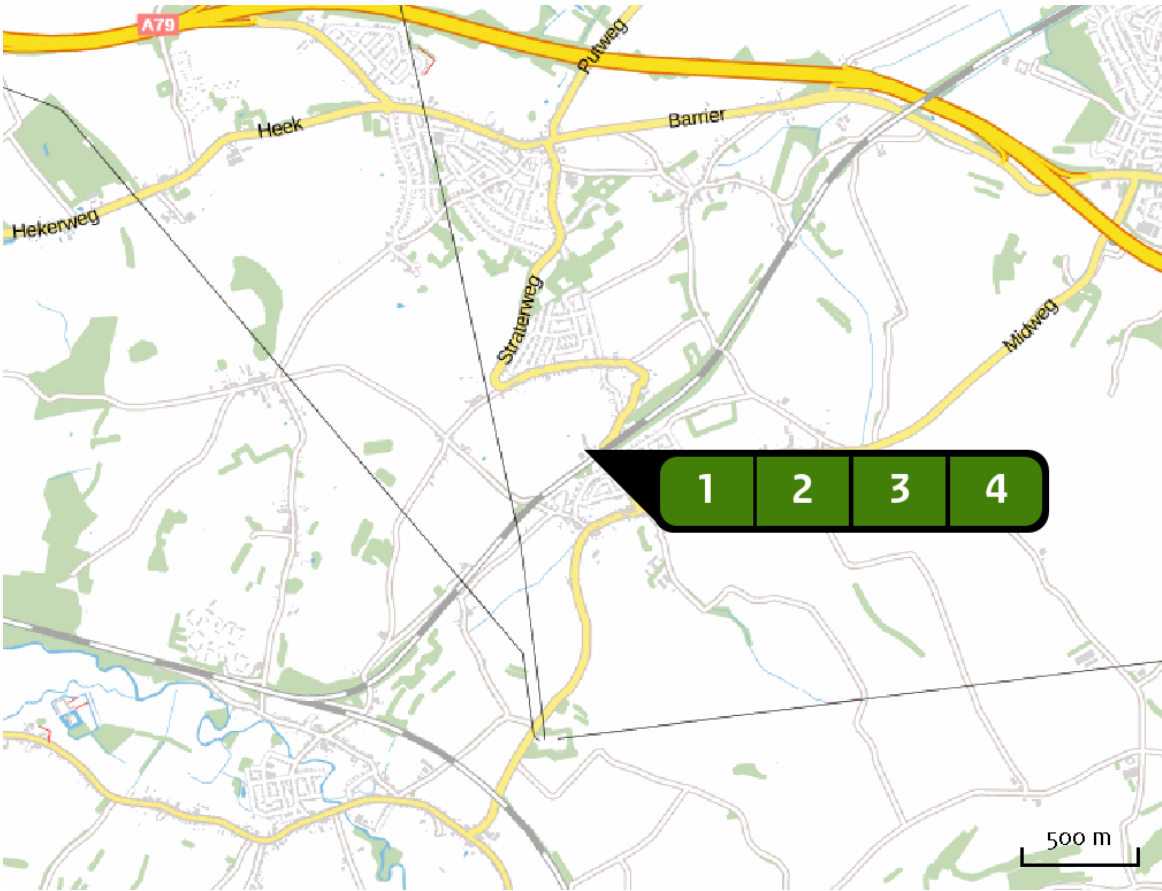 A79
Putweg
Barrier
Heek
Hekerweg
Straterweg
Midweg
1 2 3 4
500 m